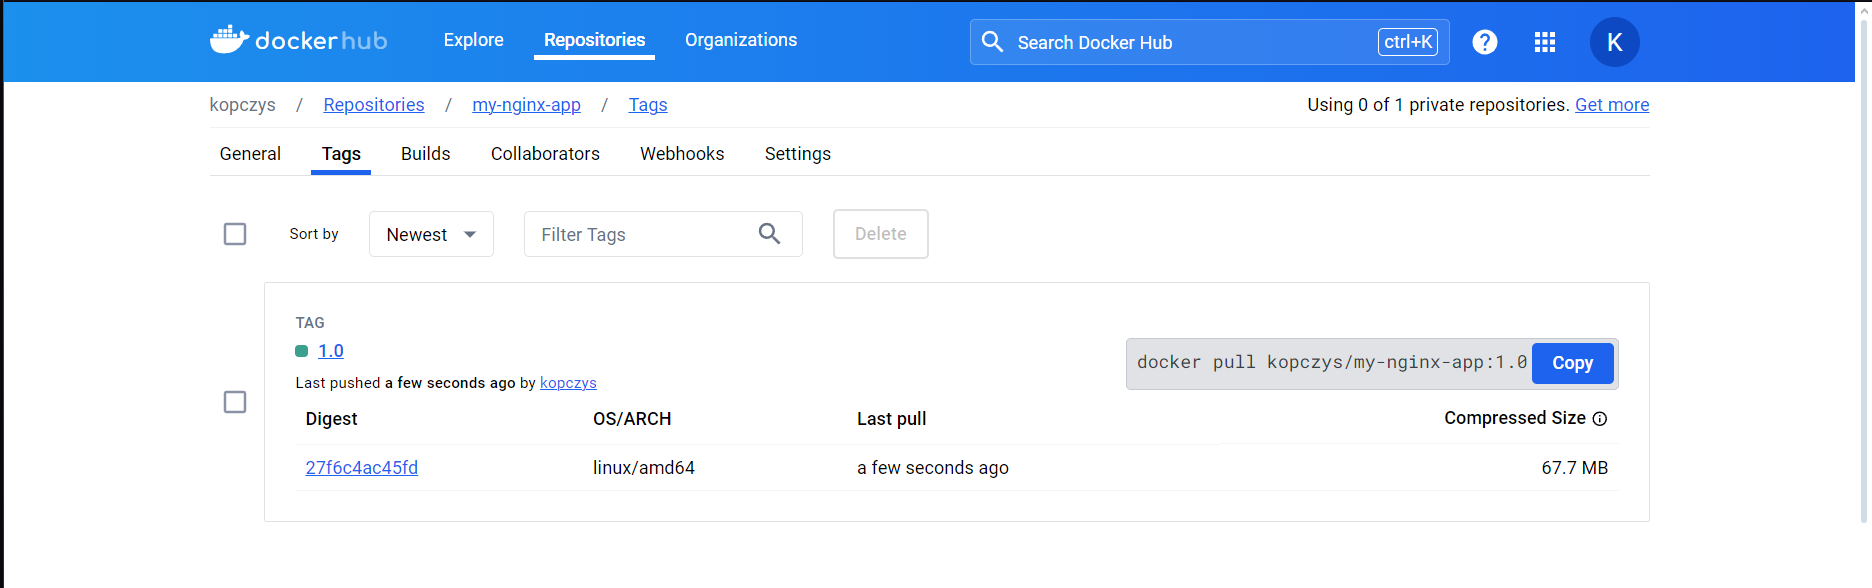 dockerhub Explore Repositories Organizations Search Docker Hub ctrl+K ? K
kopczys / Repositories / my-nginx-app / Tags Using 0 of 1 private repositories. Get more
General Tags Builds Collaborators Webhooks Settings
Sort by Newest Filter Tags Delete
TAG
1.0
docker pull kopczys/my-nginx-app:1.0 Copy
Last pushed a few seconds ago by kopczys
Digest OS/ARCH Last pull Compressed Size
27f6c4ac45fd linux/amd64 a few seconds ago 67.7 MB